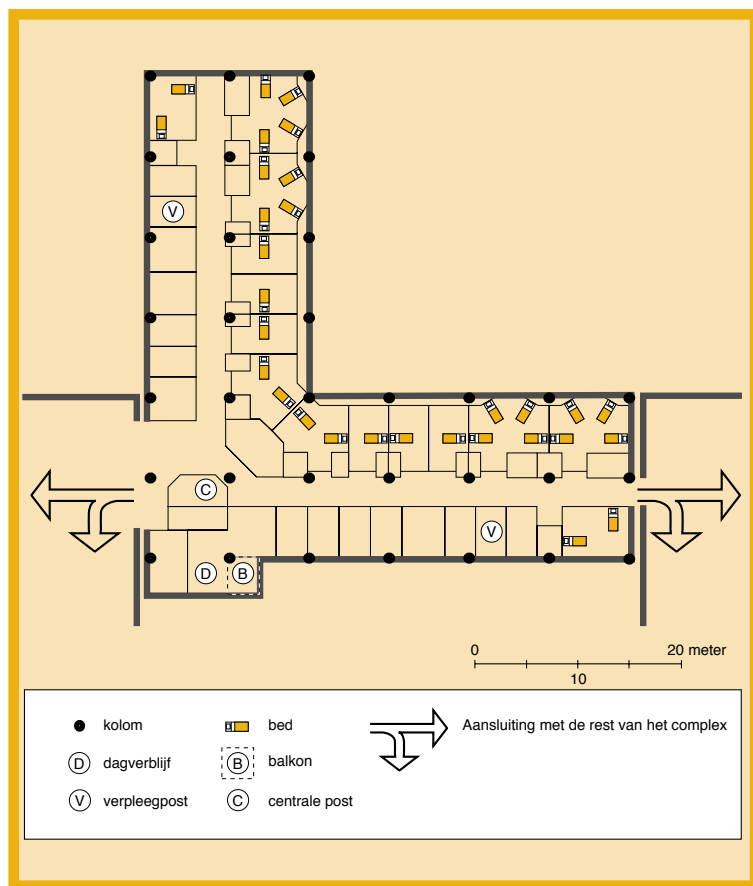 V
C
V
D
B
0
20 meter
10
kolom
bed
Aansluiting met de rest van het complex
D
dagverblijf
B
balkon
V
verpleegpost
C
centrale post